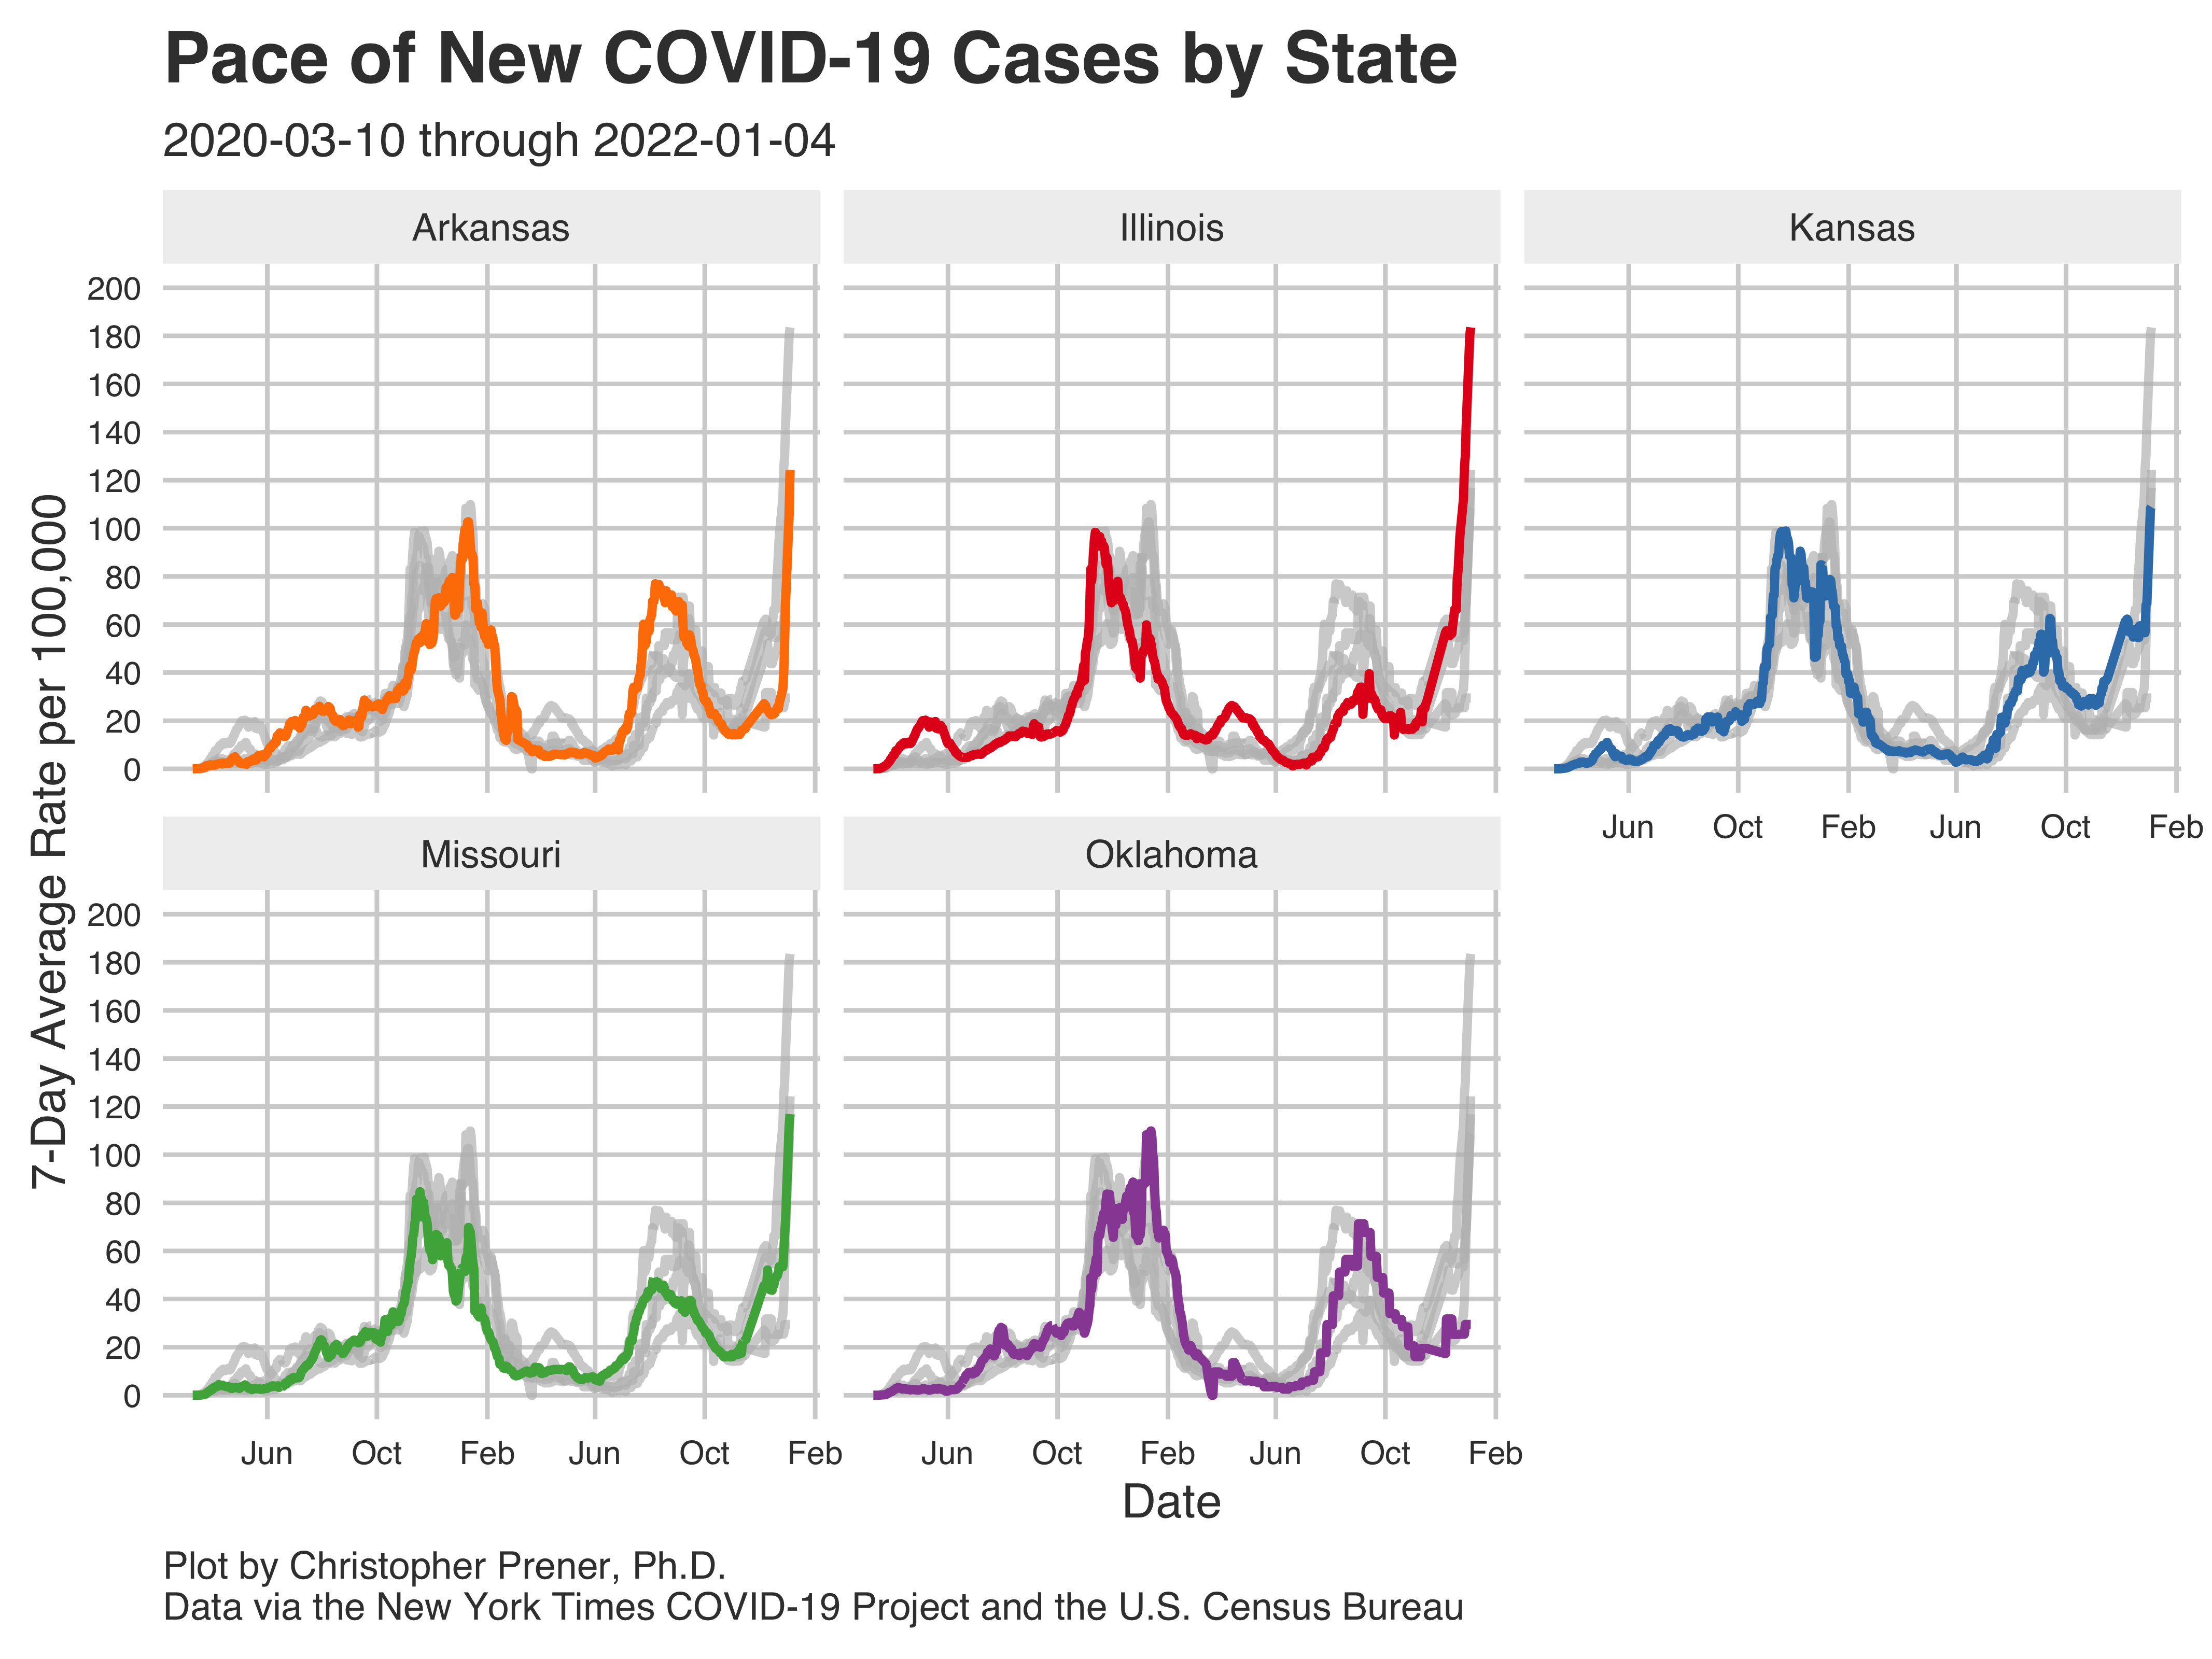 Pace of New COVID-19 Cases by State
2020-03-10 through 2022-01-04
Arkansas
Illinois
Kansas
200
180
160
140
120
100
80
60
40
20
0
Jun Oct Feb Jun Oct Feb
Missouri
Oklahoma
200
180
160
140
120
100
80
60
40
20
0
Jun Oct Feb Jun Oct Feb
Jun Oct Feb Jun Oct Feb
7-Day Average Rate per 100,000
Date
Plot by Christopher Prener, Ph.D.
Data via the New York Times COVID-19 Project and the U.S. Census Bureau